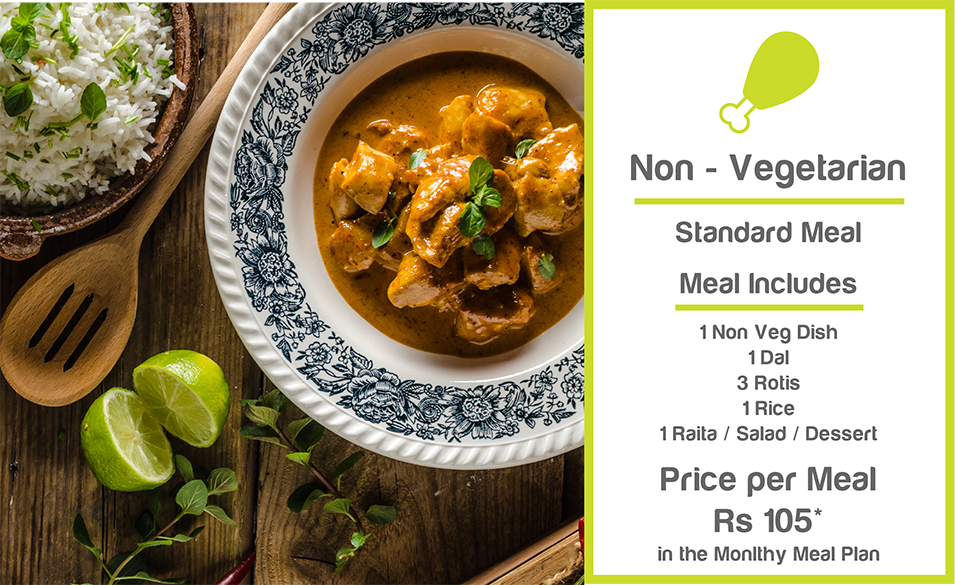 Non - Vegetarian
Standard Meal
Meal Includes
1 Non Veg Dish
1 Dal
3 Rotis
1 Rice
1 Raita / Salad / Dessert
Price per Meal
Rs 105*
in the Monlthy Meal Plan